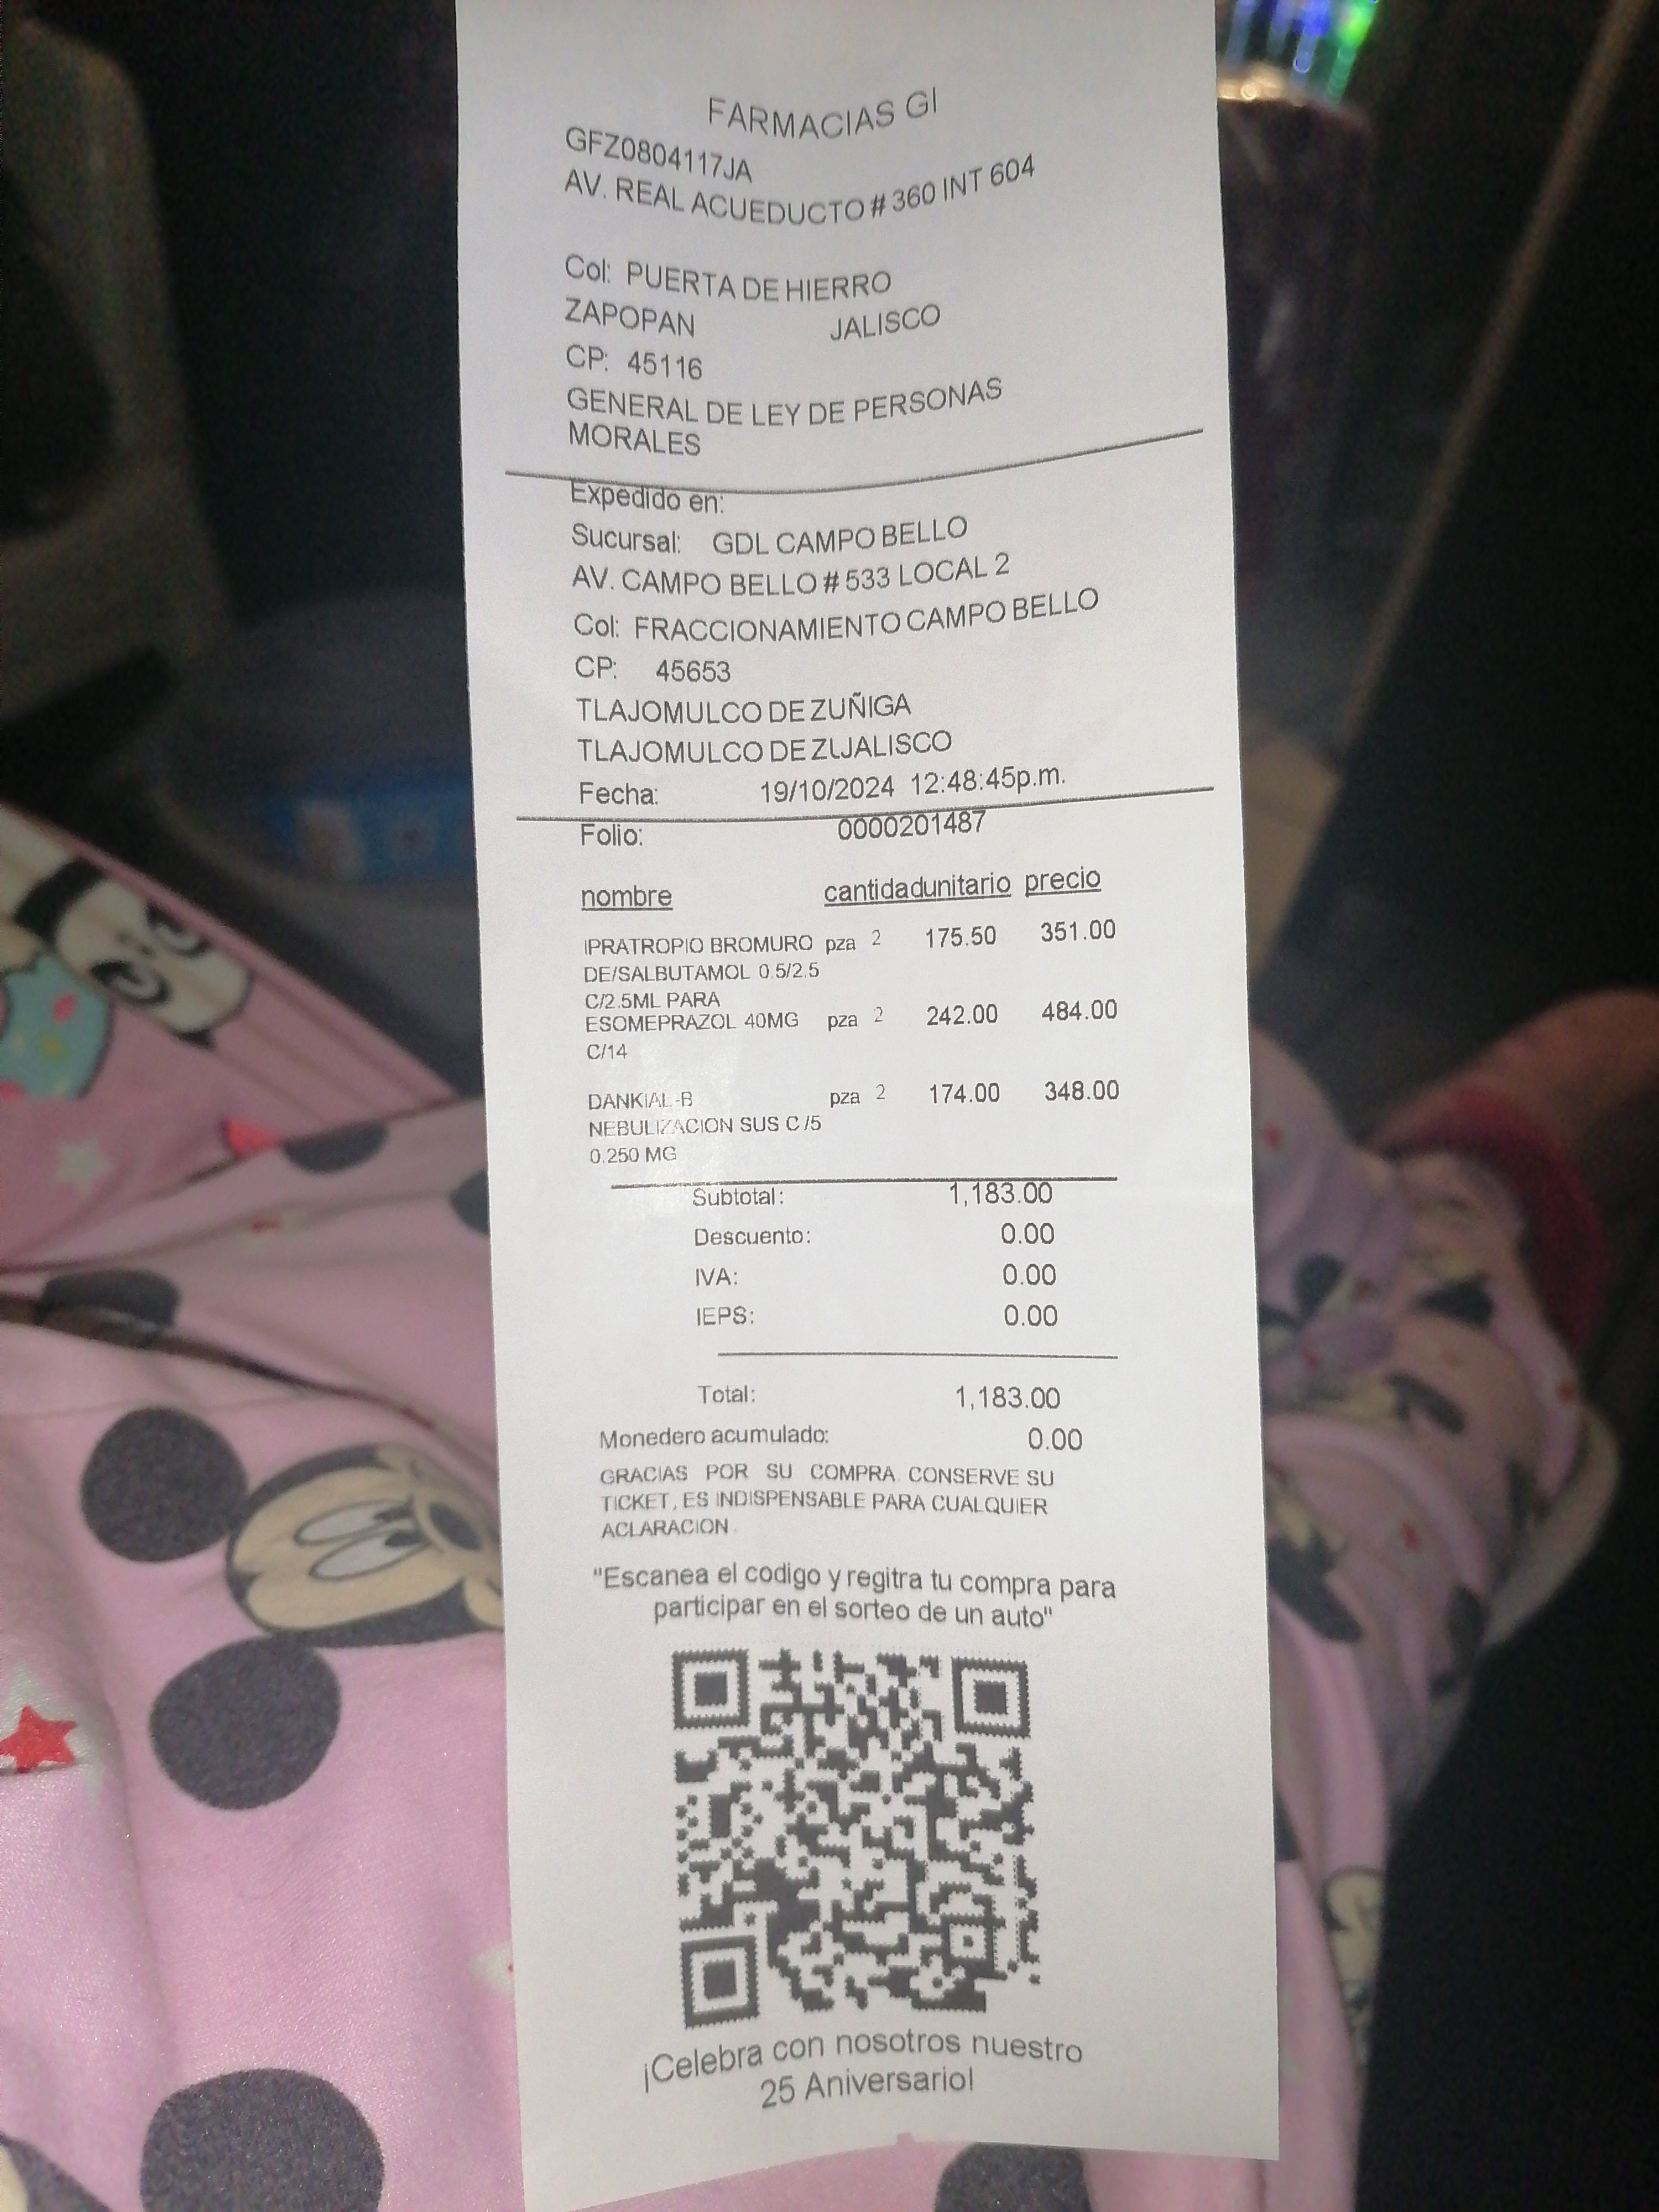 FARMACIAS GI
GFZ0804117JA
AV. REAL ACUEDUCTO # 360 INT 604
Col: PUERTA DE HIERRO
ZAPOPAN JALISCO
CP: 45116
GENERAL DE LEY DE PERSONAS
MORALES
Expedido en:
Sucursal: GDL CAMPO BELLO
AV. CAMPO BELLO # 533 LOCAL 2
Col: FRACCIONAMIENTO CAMPO BELLO
CP: 45653
TLAJOMULCO DE ZUÑIGA
TLAJOMULCO DE ZUJALISCO
Fecha: 19/10/2024 12:48:45p.m.
Folio: 0000201487
nombre cantidadunitario precio
IPRATROPIO BROMURO pza 2 175.50 351.00
DE/SALBUTAMOL 0.5/2.5
C/2.5ML PARA
ESOMEPRAZOL 40MG pza 2 242.00 484.00
C/14
DANKIAL-B pza 2 174.00 348.00
NEBULIZACION SUS C/5
0.250 MG
Subtotal: 1,183.00
Descuento: 0.00
IVA: 0.00
IEPS: 0.00
Total: 1,183.00
Monedero acumulado: 0.00
GRACIAS POR SU COMPRA. CONSERVE SU
TICKET, ES INDISPENSABLE PARA CUALQUIER
ACLARACION.
"Escanea el codigo y regitra tu compra para
participar en el sorteo de un auto"
¡Celebra con nosotros nuestro
25 Aniversario!